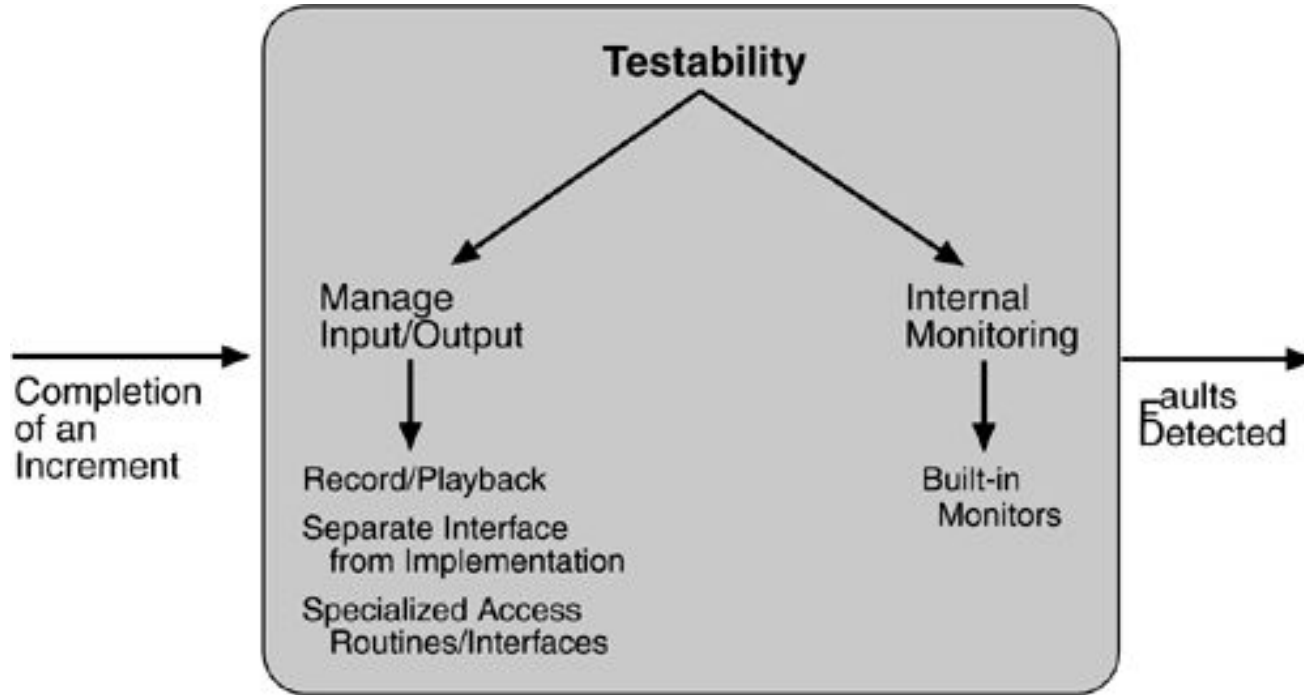 Testability
Manage
Input/Output
Internal
Monitoring
Completion
of an
Increment
Faults
Detected
Record/Playback
Separate Interface
from Implementation
Specialized Access
Routines/Interfaces
Built-in
Monitors